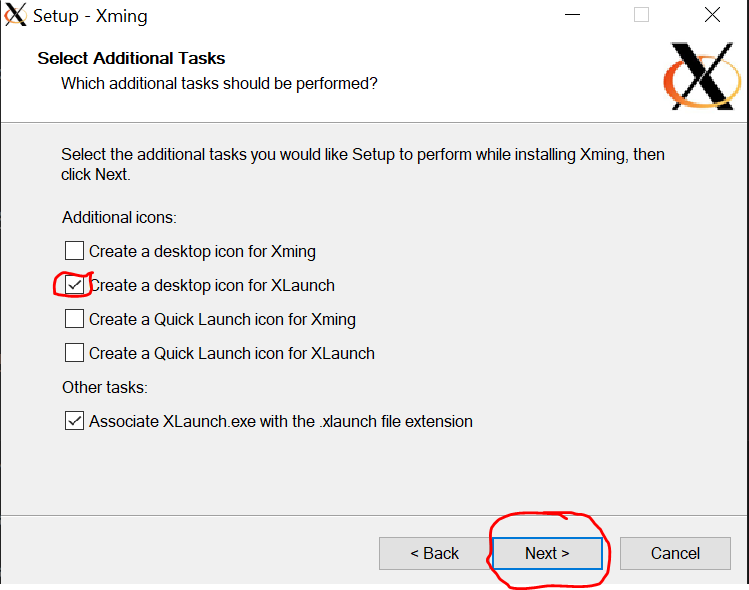 Setup - Xming
Select Additional Tasks
Which additional tasks should be performed?
Select the additional tasks you would like Setup to perform while installing Xming, then
click Next.
Additional icons:
Create a desktop icon for Xming
Create a desktop icon for XLaunch
Create a Quick Launch icon for Xming
Create a Quick Launch icon for XLaunch
Other tasks:
Associate XLaunch.exe with the .xlaunch file extension
< Back Next > Cancel